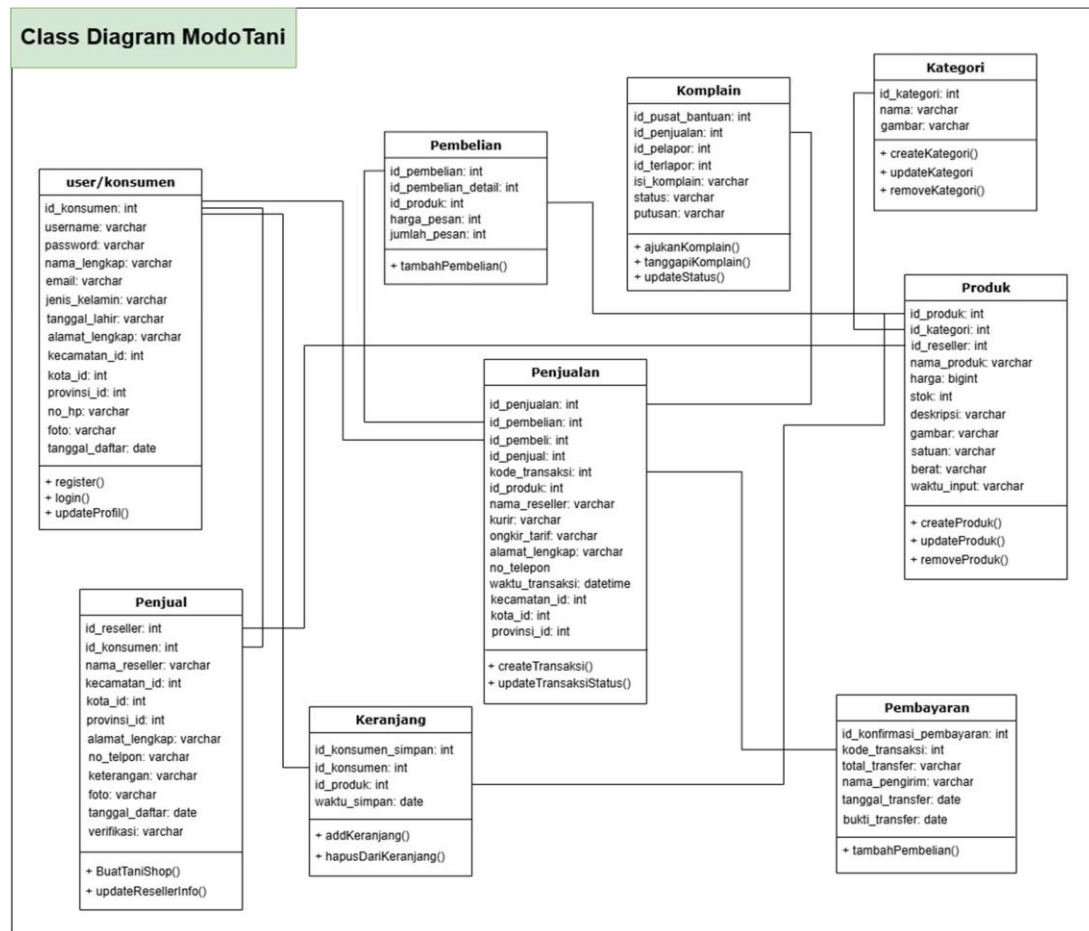 Class Diagram ModoTani
Kategori
id_kategori: int
nama: varchar
gambar: varchar
+ createKategori()
+ updateKategori
+ removeKategori()
Komplain
id_pusat_bantuan: int
id_penjualan: int
id_pelapor: int
id_terlapor: int
isi_komplain: varchar
status: varchar
putusan: varchar
+ ajukanKomplain()
+ tanggapiKomplain()
+ updateStatus()
Pembelian
id_pembelian: int
id_pembelian_detail: int
id_produk: int
harga_pesan: int
jumlah_pesan: int
+ tambahPembelian()
user/konsumen
id_konsumen: int
username: varchar
password: varchar
nama_lengkap: varchar
email: varchar
jenis_kelamin: varchar
tanggal_lahir: varchar
alamat_lengkap: varchar
kecamatan_id: int
kota_id: int
provinsi_id: int
no_hp: varchar
foto: varchar
tanggal_daftar: date
+ register()
+ login()
+ updateProfil()
Produk
id_produk: int
id_kategori: int
id_reseller: int
nama_produk: varchar
harga: bigint
stok: int
deskripsi: varchar
gambar: varchar
satuan: varchar
berat: varchar
waktu_input: varchar
+ createProduk()
+ updateProduk()
+ removeProduk()
Penjualan
id_penjualan: int
id_pembelian: int
id_pembeli: int
id_penjual: int
kode_transaksi: int
id_produk: int
nama_reseller: varchar
kurir: varchar
ongkir_tarif: varchar
alamat_lengkap: varchar
no_telepon
waktu_transaksi: datetime
kecamatan_id: int
kota_id: int
provinsi_id: int
+ createTransaksi()
+ updateTransaksiStatus()
Penjual
id_reseller: int
id_konsumen: int
nama_reseller: varchar
kecamatan_id: int
kota_id: int
provinsi_id: int
alamat_lengkap: varchar
no_telpon: varchar
keterangan: varchar
foto: varchar
tanggal_daftar: date
verifikasi: varchar
+ BuatTaniShop()
+ updateResellerInfo()
Keranjang
id_konsumen_simpan: int
id_konsumen: int
id_produk: int
waktu_simpan: date
+ addKeranjang()
+ hapusDariKeranjang()
Pembayaran
id_konfirmasi_pembayaran: int
kode_transaksi: int
total_transfer: varchar
nama_pengirim: varchar
tanggal_transfer: date
bukti_transfer: date
+ tambahPembelian()